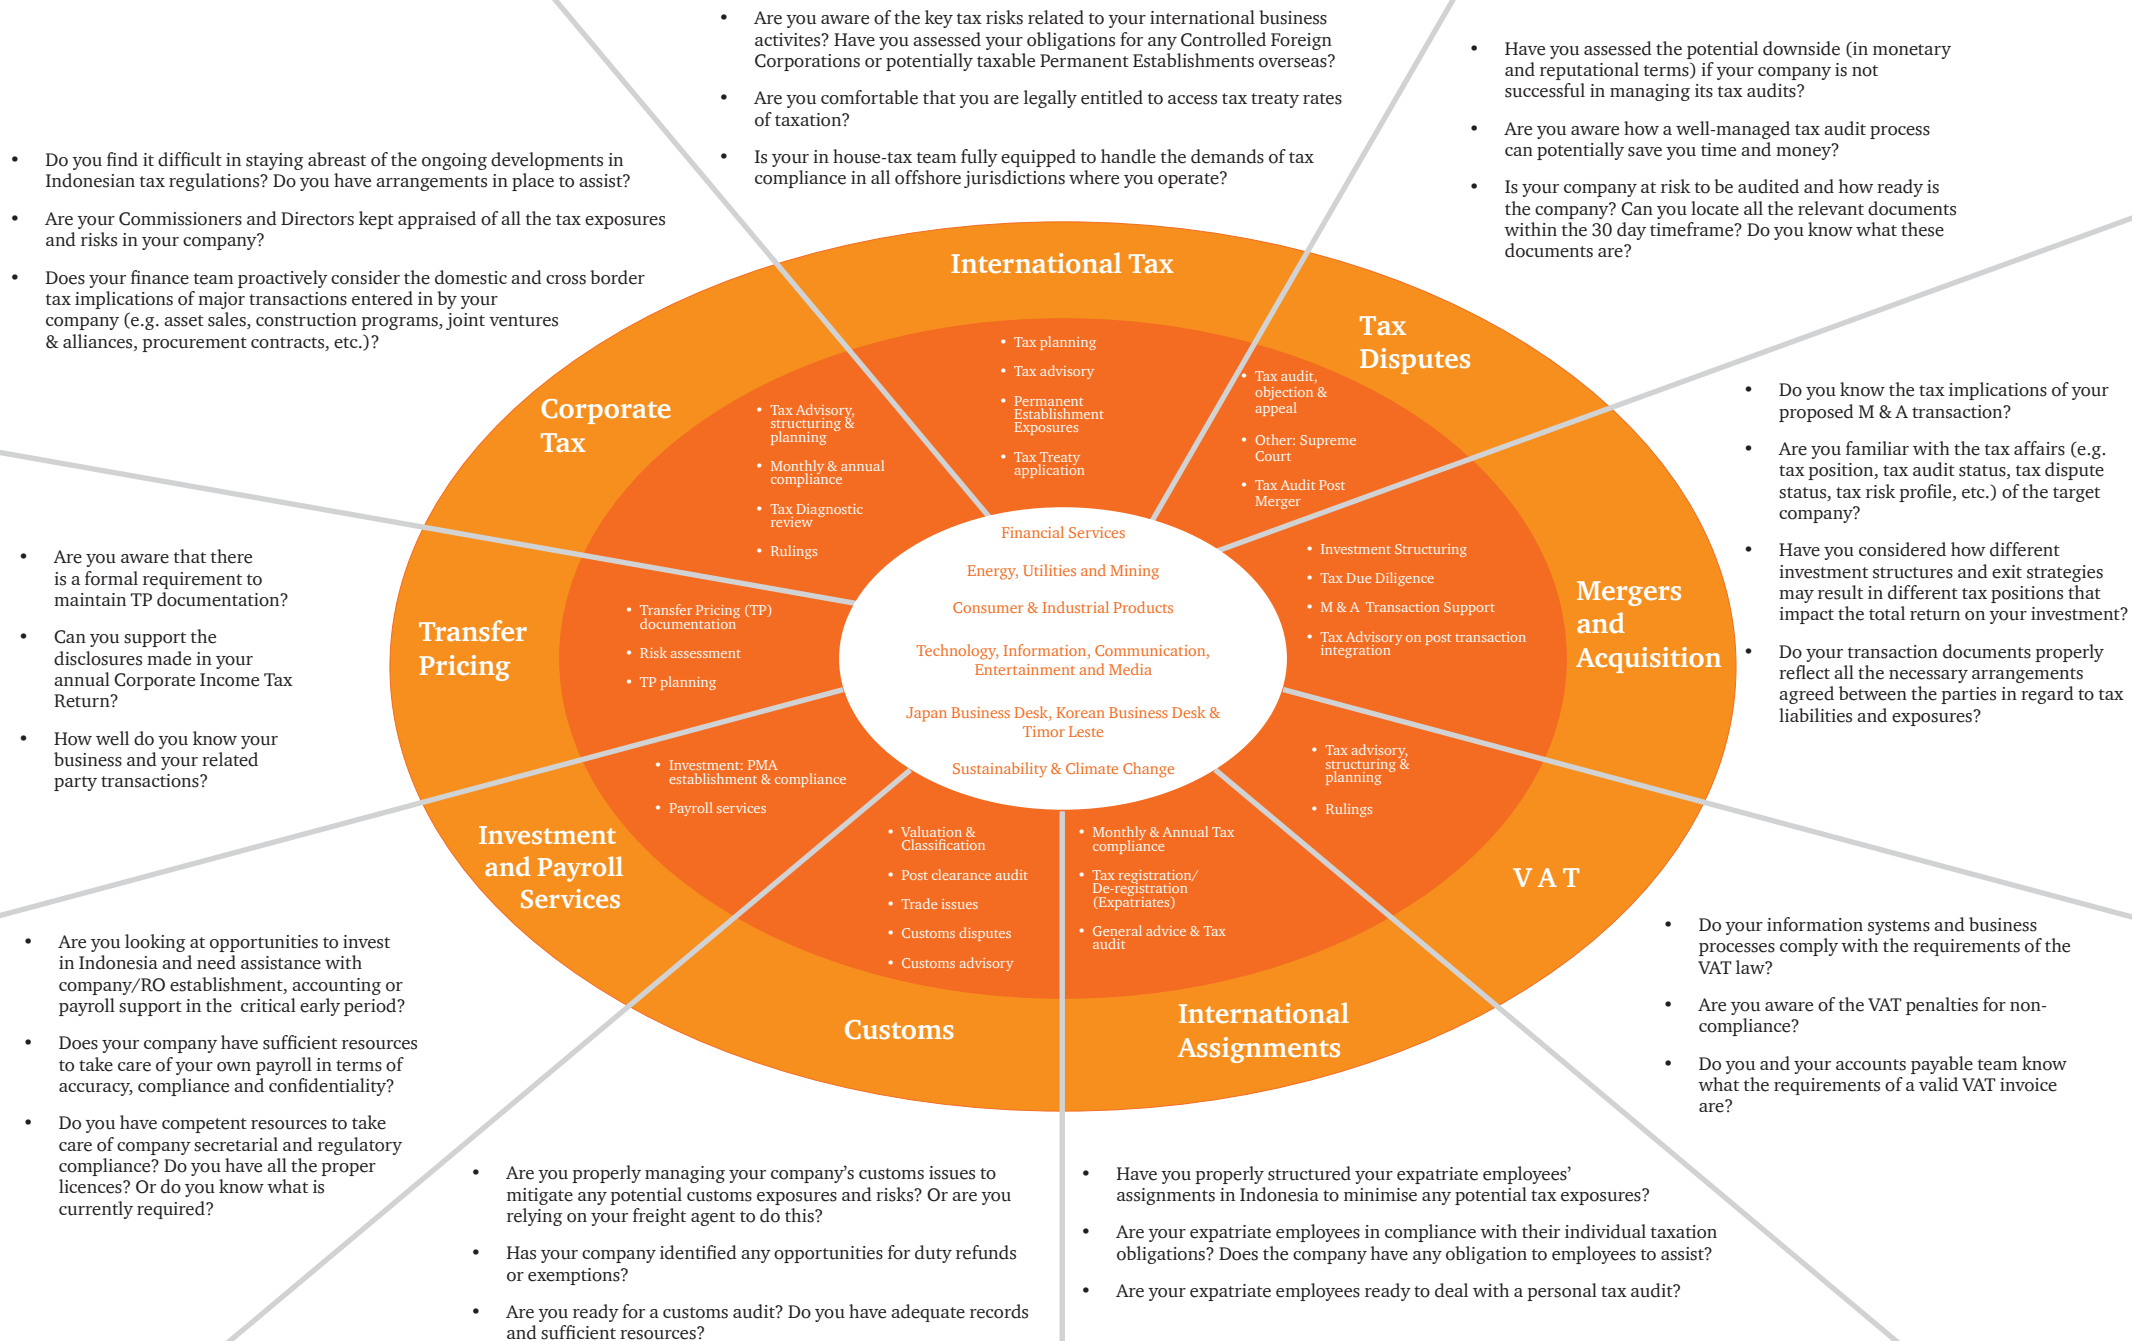 • Are you aware of the key tax risks related to your international business
activites? Have you assessed your obligations for any Controlled Foreign
Corporations or potentially taxable Permanent Establishments overseas?
• Are you comfortable that you are legally entitled to access tax treaty rates
of taxation?
• Is your in house-tax team fully equipped to handle the demands of tax
compliance in all offshore jurisdictions where you operate?
• Have you assessed the potential downside (in monetary
and reputational terms) if your company is not
successful in managing its tax audits?
• Are you aware how a well-managed tax audit process
can potentially save you time and money?
• Is your company at risk to be audited and how ready is
the company? Can you locate all the relevant documents
within the 30 day timeframe? Do you know what these
documents are?
• Do you find it difficult in staying abreast of the ongoing developments in
Indonesian tax regulations? Do you have arrangements in place to assist?
• Are your Commissioners and Directors kept appraised of all the tax exposures
and risks in your company?
• Does your finance team proactively consider the domestic and cross border
tax implications of major transactions entered in by your
company (e.g. asset sales, construction programs, joint ventures
& alliances, procurement contracts, etc.)?
International Tax
• Tax planning
• Tax advisory
• Permanent
Establishment
Exposures
• Tax Treaty
application
Tax
Disputes
• Tax audit,
objection &
appeal
• Other: Supreme
Court
• Tax Audit Post
Merger
Corporate
Tax
• Tax Advisory,
structuring &
planning
• Monthly & annual
compliance
• Tax Diagnostic
review
• Rulings
• Do you know the tax implications of your
proposed M & A transaction?
• Are you familiar with the tax affairs (e.g.
tax position, tax audit status, tax dispute
status, tax risk profile, etc.) of the target
company?
• Have you considered how different
investment structures and exit strategies
may result in different tax positions that
impact the total return on your investment?
• Do your transaction documents properly
reflect all the necessary arrangements
agreed between the parties in regard to tax
liabilities and exposures?
Mergers
and
Acquisition
• Investment Structuring
• Tax Due Diligence
• M & A Transaction Support
• Tax Advisory on post transaction
integration
Financial Services
Energy, Utilities and Mining
Consumer & Industrial Products
Technology, Information, Communication,
Entertainment and Media
Japan Business Desk, Korean Business Desk &
Timor Leste
Sustainability & Climate Change
• Are you aware that there
is a formal requirement to
maintain TP documentation?
• Can you support the
disclosures made in your
annual Corporate Income Tax
Return?
• How well do you know your
business and your related
party transactions?
Transfer
Pricing
• Transfer Pricing (TP)
documentation
• Risk assessment
• TP planning
Investment
and Payroll
Services
• Investment: PMA
establishment & compliance
• Payroll services
• Are you looking at opportunities to invest
in Indonesia and need assistance with
company/RO establishment, accounting or
payroll support in the critical early period?
• Does your company have sufficient resources
to take care of your own payroll in terms of
accuracy, compliance and confidentiality?
• Do you have competent resources to take
care of company secretarial and regulatory
compliance? Do you have all the proper
licences? Or do you know what is
currently required?
• Valuation &
Classification
• Post clearance audit
• Trade issues
• Customs disputes
• Customs advisory
Customs
• Monthly & Annual Tax
compliance
• Tax registration/
De-registration
(Expatriates)
• General advice & Tax
audit
International
Assignments
• Tax advisory,
structuring &
planning
• Rulings
V A T
• Do your information systems and business
processes comply with the requirements of the
VAT law?
• Are you aware of the VAT penalties for non-
compliance?
• Do you and your accounts payable team know
what the requirements of a valid VAT invoice
are?
• Are you properly managing your company’s customs issues to
mitigate any potential customs exposures and risks? Or are you
relying on your freight agent to do this?
• Has your company identified any opportunities for duty refunds
or exemptions?
• Are you ready for a customs audit? Do you have adequate records
and sufficient resources?
• Have you properly structured your expatriate employees’
assignments in Indonesia to minimise any potential tax exposures?
• Are your expatriate employees in compliance with their individual taxation
obligations? Does the company have any obligation to employees to assist?
• Are your expatriate employees ready to deal with a personal tax audit?